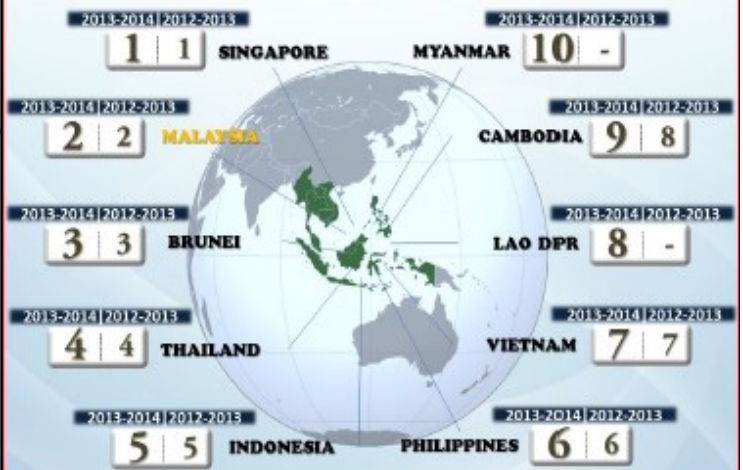 2013-2014 2012-2013
1 1 SINGAPORE
2013-2014 2012-2013
2 2 MALAYSIA
2013-2014 2012-2013
3 3 BRUNEI
2013-2014 2012-2013
4 4 THAILAND
2013-2014 2012-2013
5 5 INDONESIA
2013-2014 2012-2013
MYANMAR 10 -
2013-2014 2012-2013
CAMBODIA 9 8
2013-2014 2012-2013
LAO DPR 8 -
2013-2014 2012-2013
VIETNAM 7 7
2013-2014 2012-2013
PHILIPPINES 6 6